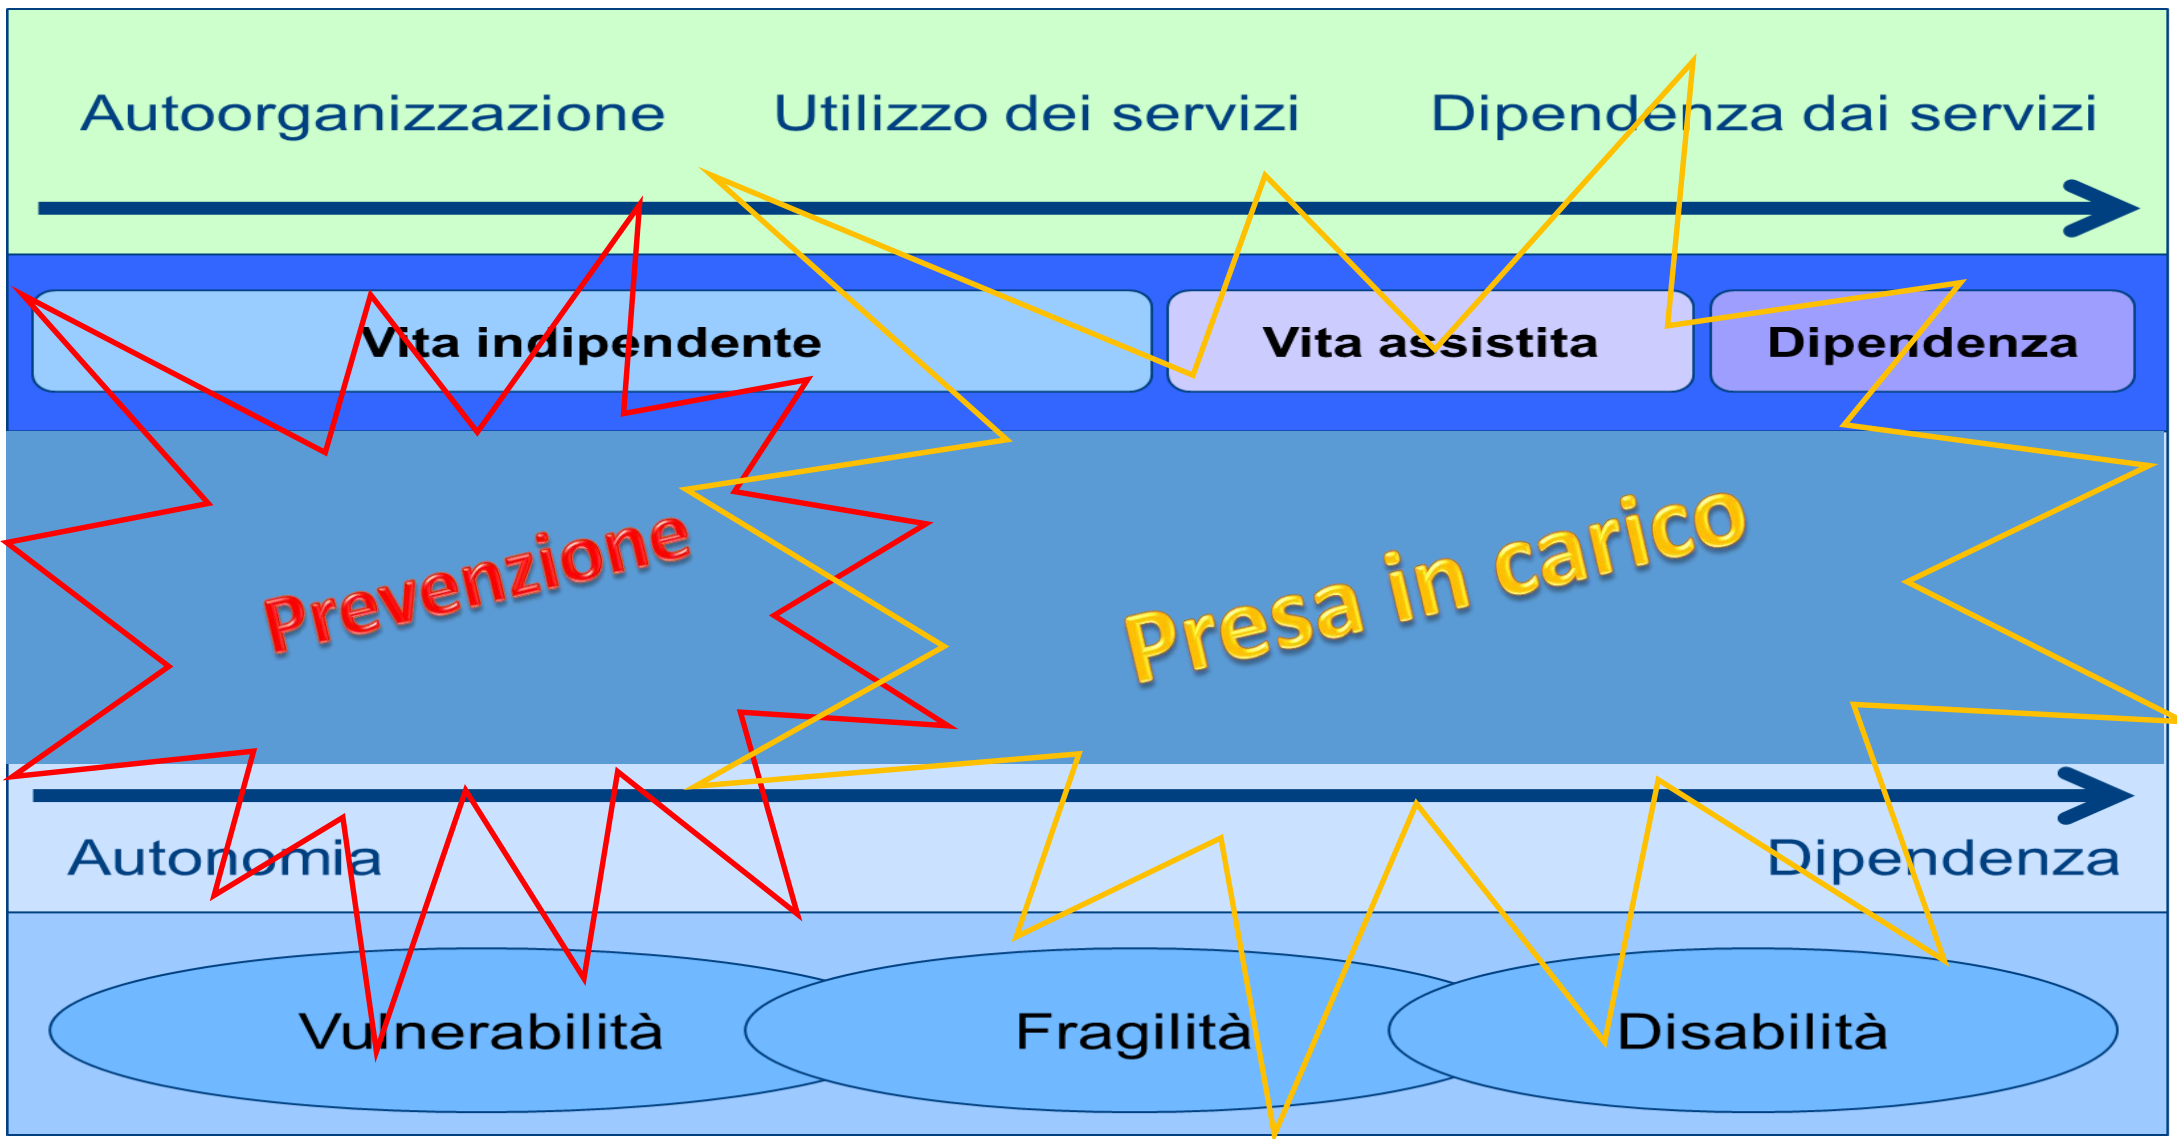 Autoorganizzazione Utilizzo dei servizi Dipendenza dai servizi
Vita indipendente Vita assistita Dipendenza
Prevenzione Presa in carico
Autonomia Dipendenza
Vulnerabilità Fragilità Disabilità